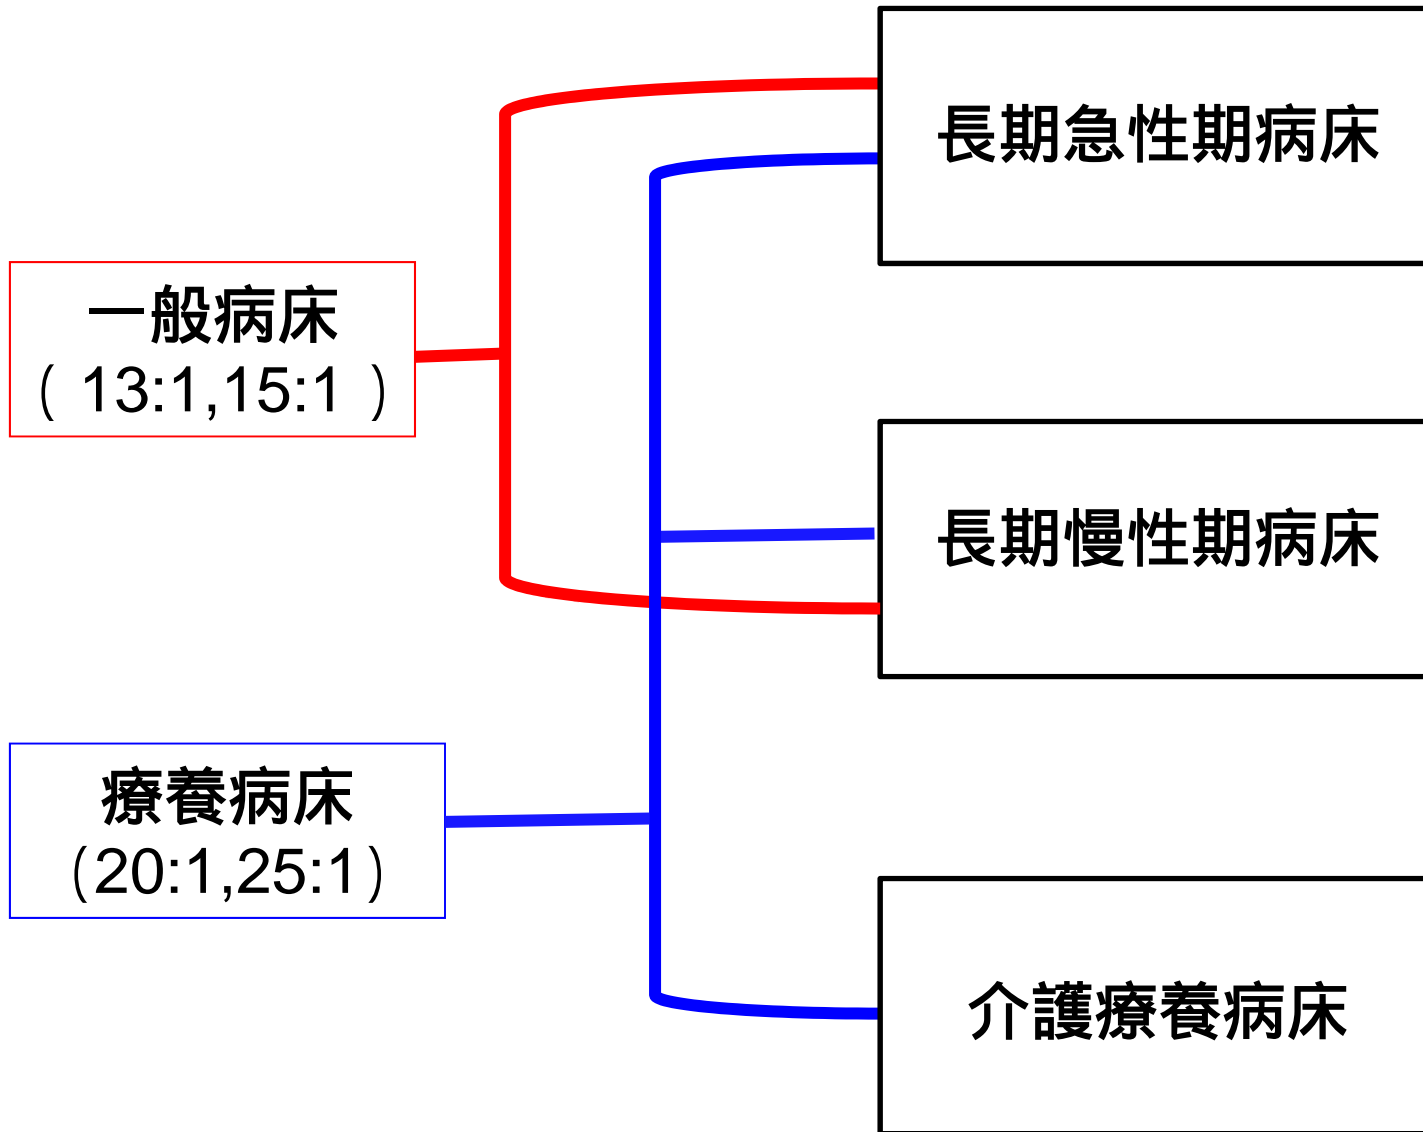 長期急性期病床
一般病床
( 13:1,15:1 )
長期慢性期病床
療養病床
(20:1,25:1)
介護療養病床